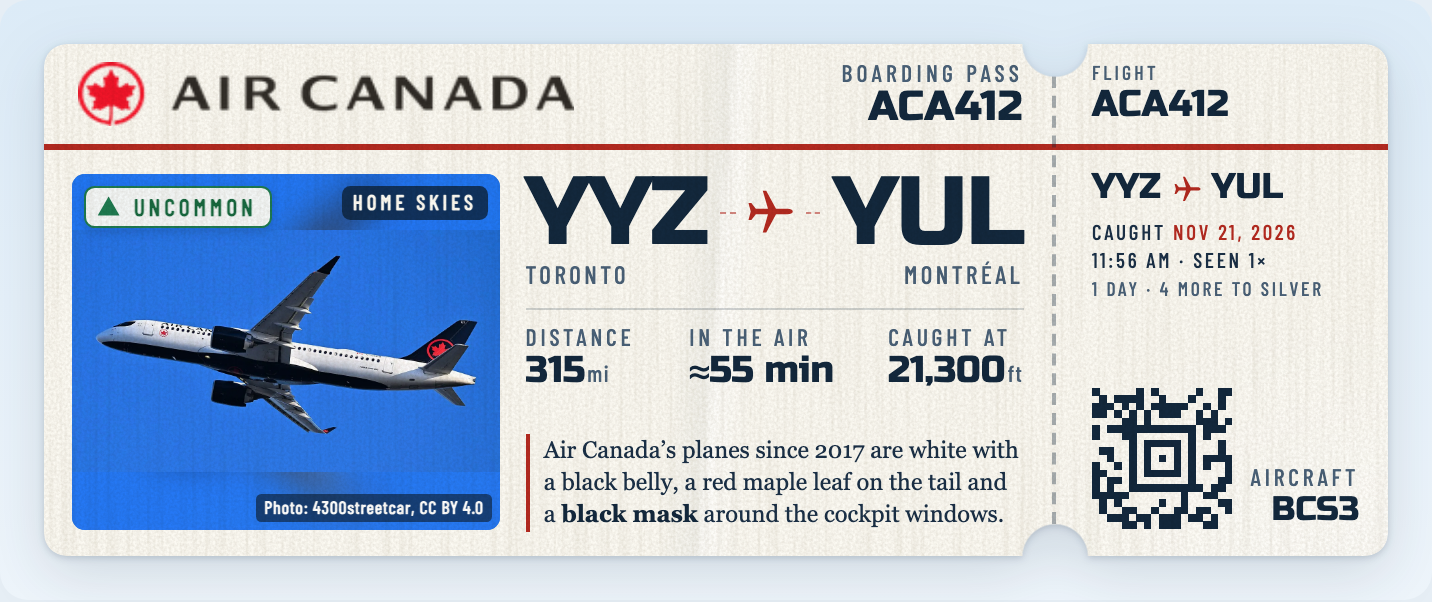 AIR CANADA
BOARDING PASS
ACA412
FLIGHT
ACA412
UNCOMMON
HOME SKIES
Photo: 4300streetcar, CC BY 4.0
YYZ YUL
TORONTO MONTRÉAL
DISTANCE IN THE AIR CAUGHT AT
315mi ≈55 min 21,300ft
Air Canada’s planes since 2017 are white with
a black belly, a red maple leaf on the tail and
a black mask around the cockpit windows.
YYZ YUL
CAUGHT NOV 21, 2026
11:56 AM · SEEN 1×
1 DAY · 4 MORE TO SILVER
AIRCRAFT
BCS3